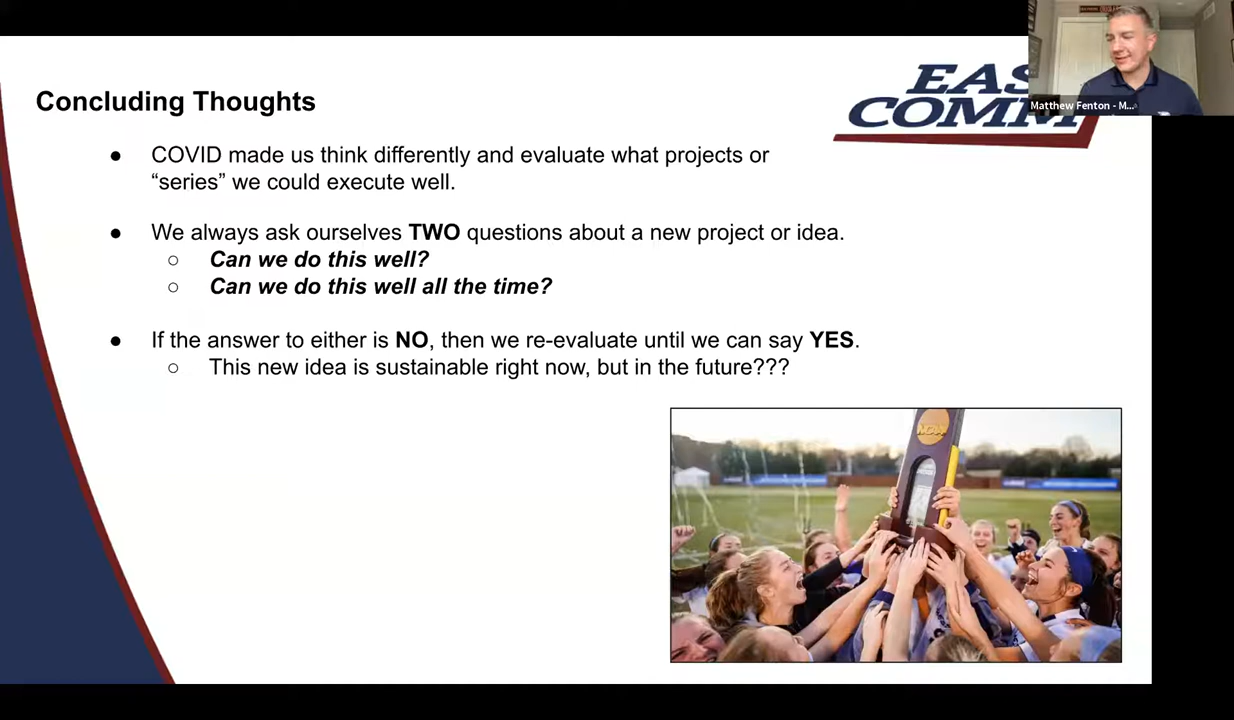 Concluding Thoughts
EAS
COMM
Matthew Fenton - M...
● COVID made us think differently and evaluate what projects or
“series” we could execute well.
● We always ask ourselves TWO questions about a new project or idea.
○ Can we do this well?
○ Can we do this well all the time?
● If the answer to either is NO, then we re-evaluate until we can say YES.
○ This new idea is sustainable right now, but in the future???
NCAA